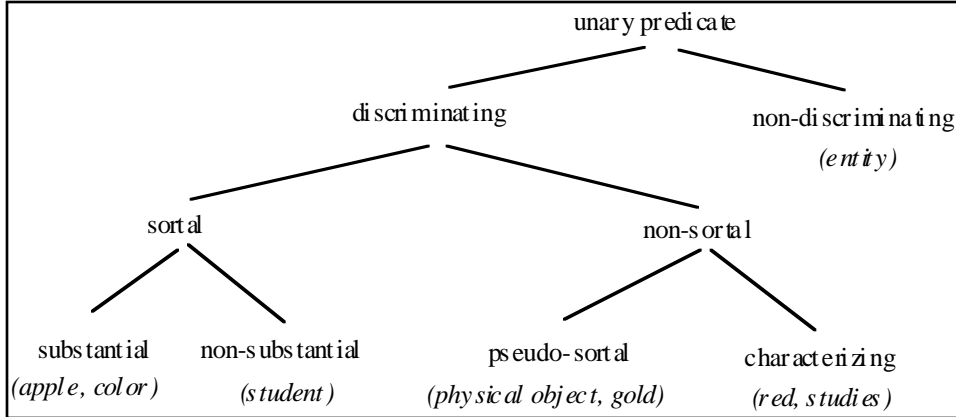 unary predicate
discriminating
non-discriminating
(entity)
sortal
non-sortal
substantial
(apple, color)
non-substantial
(student)
pseudo-sortal
(physical object, gold)
characterizing
(red, studies)